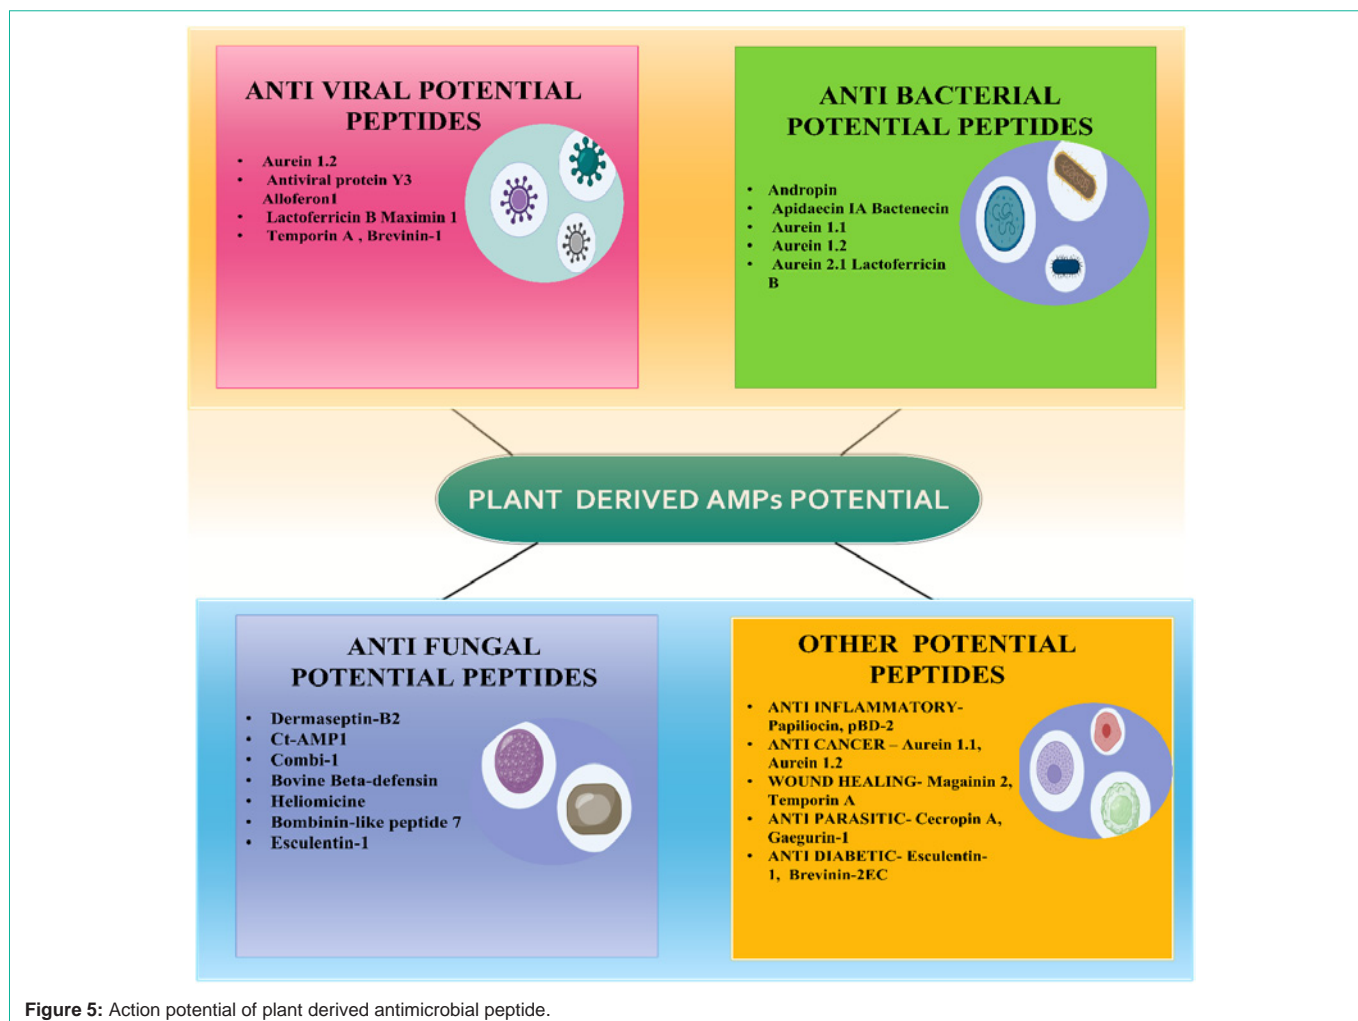 ANTI VIRAL POTENTIAL
PEPTIDES
• Aurein 1.2
• Antiviral protein Y3
Alloferon1
• Lactoferricin B Maximin 1
• Temporin A , Brevinin-1
ANTI BACTERIAL
POTENTIAL PEPTIDES
• Andropin
• Apidaecin IA Bactenecin
• Aurein 1.1
• Aurein 1.2
• Aurein 2.1 Lactoferricin
B
PLANT DERIVED AMPs POTENTIAL
ANTI FUNGAL
POTENTIAL PEPTIDES
• Dermaseptin-B2
• Ct-AMP1
• Combi-1
• Bovine Beta-defensin
• Heliomicine
• Bombinin-like peptide 7
• Esculentin-1
OTHER POTENTIAL
PEPTIDES
• ANTI INFLAMMATORY-
Papiliocin, pBD-2
• ANTI CANCER – Aurein 1.1,
Aurein 1.2
• WOUND HEALING- Magainin 2,
Temporin A
• ANTI PARASITIC- Cecropin A,
Gaegurin-1
• ANTI DIABETIC- Esculentin-
1, Brevinin-2EC
Figure 5: Action potential of plant derived antimicrobial peptide.